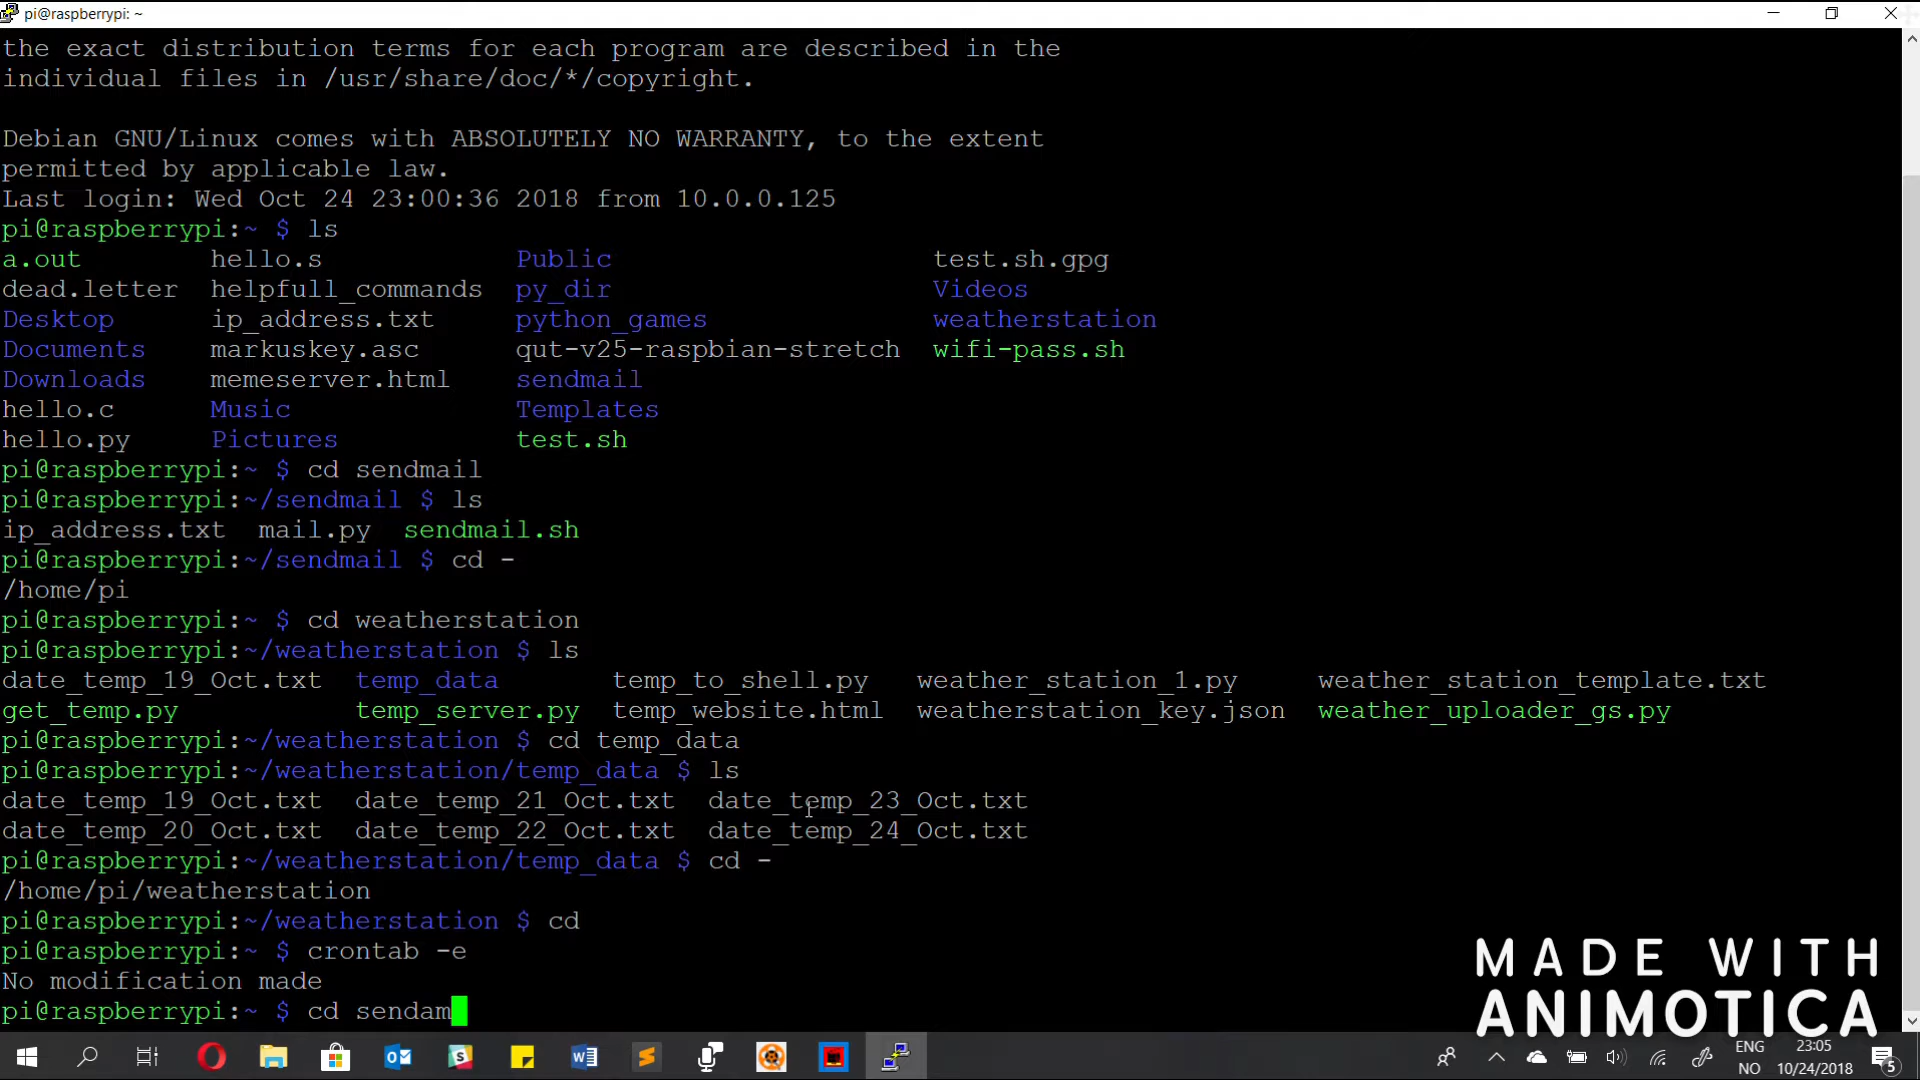 pi@raspberrypi: ~
the exact distribution terms for each program are described in the
individual files in /usr/share/doc/*/copyright.
Debian GNU/Linux comes with ABSOLUTELY NO WARRANTY, to the extent
permitted by applicable law.
Last login: Wed Oct 24 23:00:36 2018 from 10.0.0.125
pi@raspberrypi:~ $ ls
a.out hello.s Public test.sh.gpg
dead.letter helpfull_commands py_dir Videos
Desktop ip_address.txt python_games weatherstation
Documents markuskey.asc qut-v25-raspbian-stretch wifi-pass.sh
Downloads memeserver.html sendmail
hello.c Music Templates
hello.py Pictures test.sh
pi@raspberrypi:~ $ cd sendmail
pi@raspberrypi:~/sendmail $ ls
ip_address.txt mail.py sendmail.sh
pi@raspberrypi:~/sendmail $ cd -
/home/pi
pi@raspberrypi:~ $ cd weatherstation
pi@raspberrypi:~/weatherstation $ ls
date_temp_19_Oct.txt temp_data temp_to_shell.py weather_station_1.py weather_station_template.txt
get_temp.py temp_server.py temp_website.html weatherstation_key.json weather_uploader_gs.py
pi@raspberrypi:~/weatherstation $ cd temp_data
pi@raspberrypi:~/weatherstation/temp_data $ ls
date_temp_19_Oct.txt date_temp_21_Oct.txt date_temp_23_Oct.txt
date_temp_20_Oct.txt date_temp_22_Oct.txt date_temp_24_Oct.txt
pi@raspberrypi:~/weatherstation/temp_data $ cd -
/home/pi/weatherstation
pi@raspberrypi:~/weatherstation $ cd
pi@raspberrypi:~ $ crontab -e
No modification made
pi@raspberrypi:~ $ cd sendam
MADE WITH
ANIMOTICA
ENG 23:05
NO 10/24/2018 5